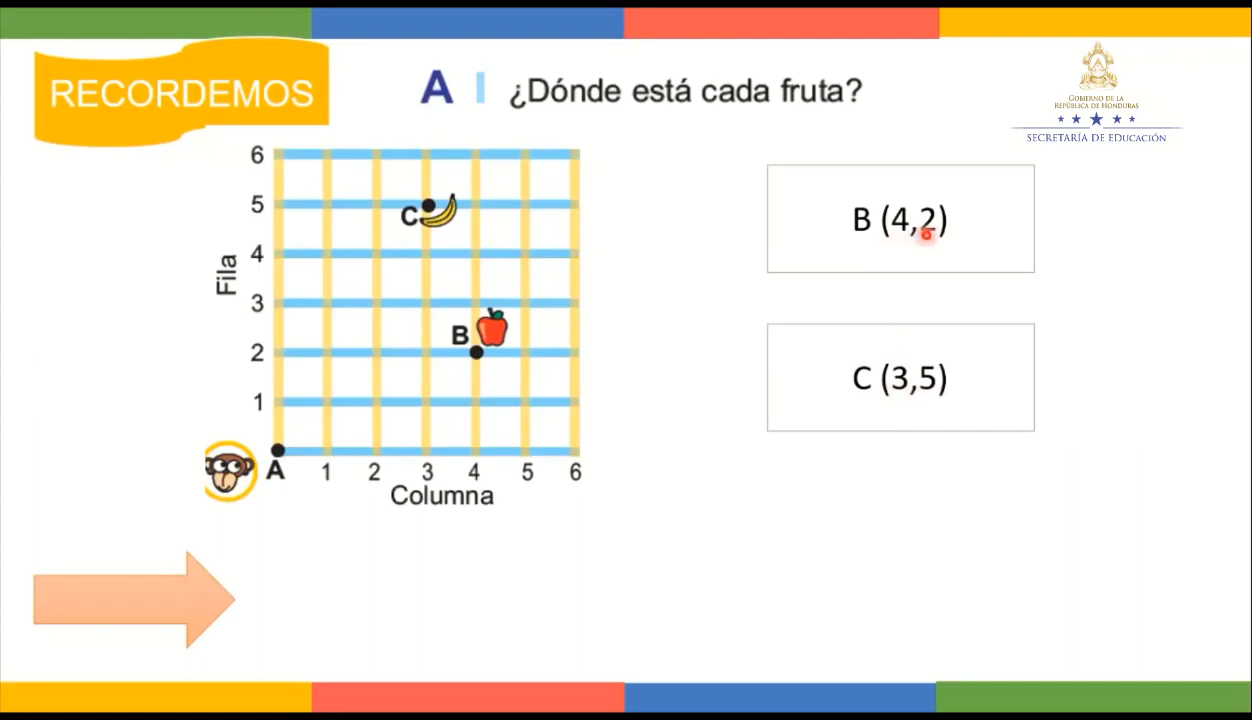 RECORDEMOS
A I ¿Dónde está cada fruta?
GOBIERNO DE LA
REPÚBLICA DE HONDURAS
SECRETARÍA DE EDUCACIÓN
6
5
4
3
2
1
Fila
C
B
A
1 2 3 4 5 6
Columna
B (4,2)
C (3,5)